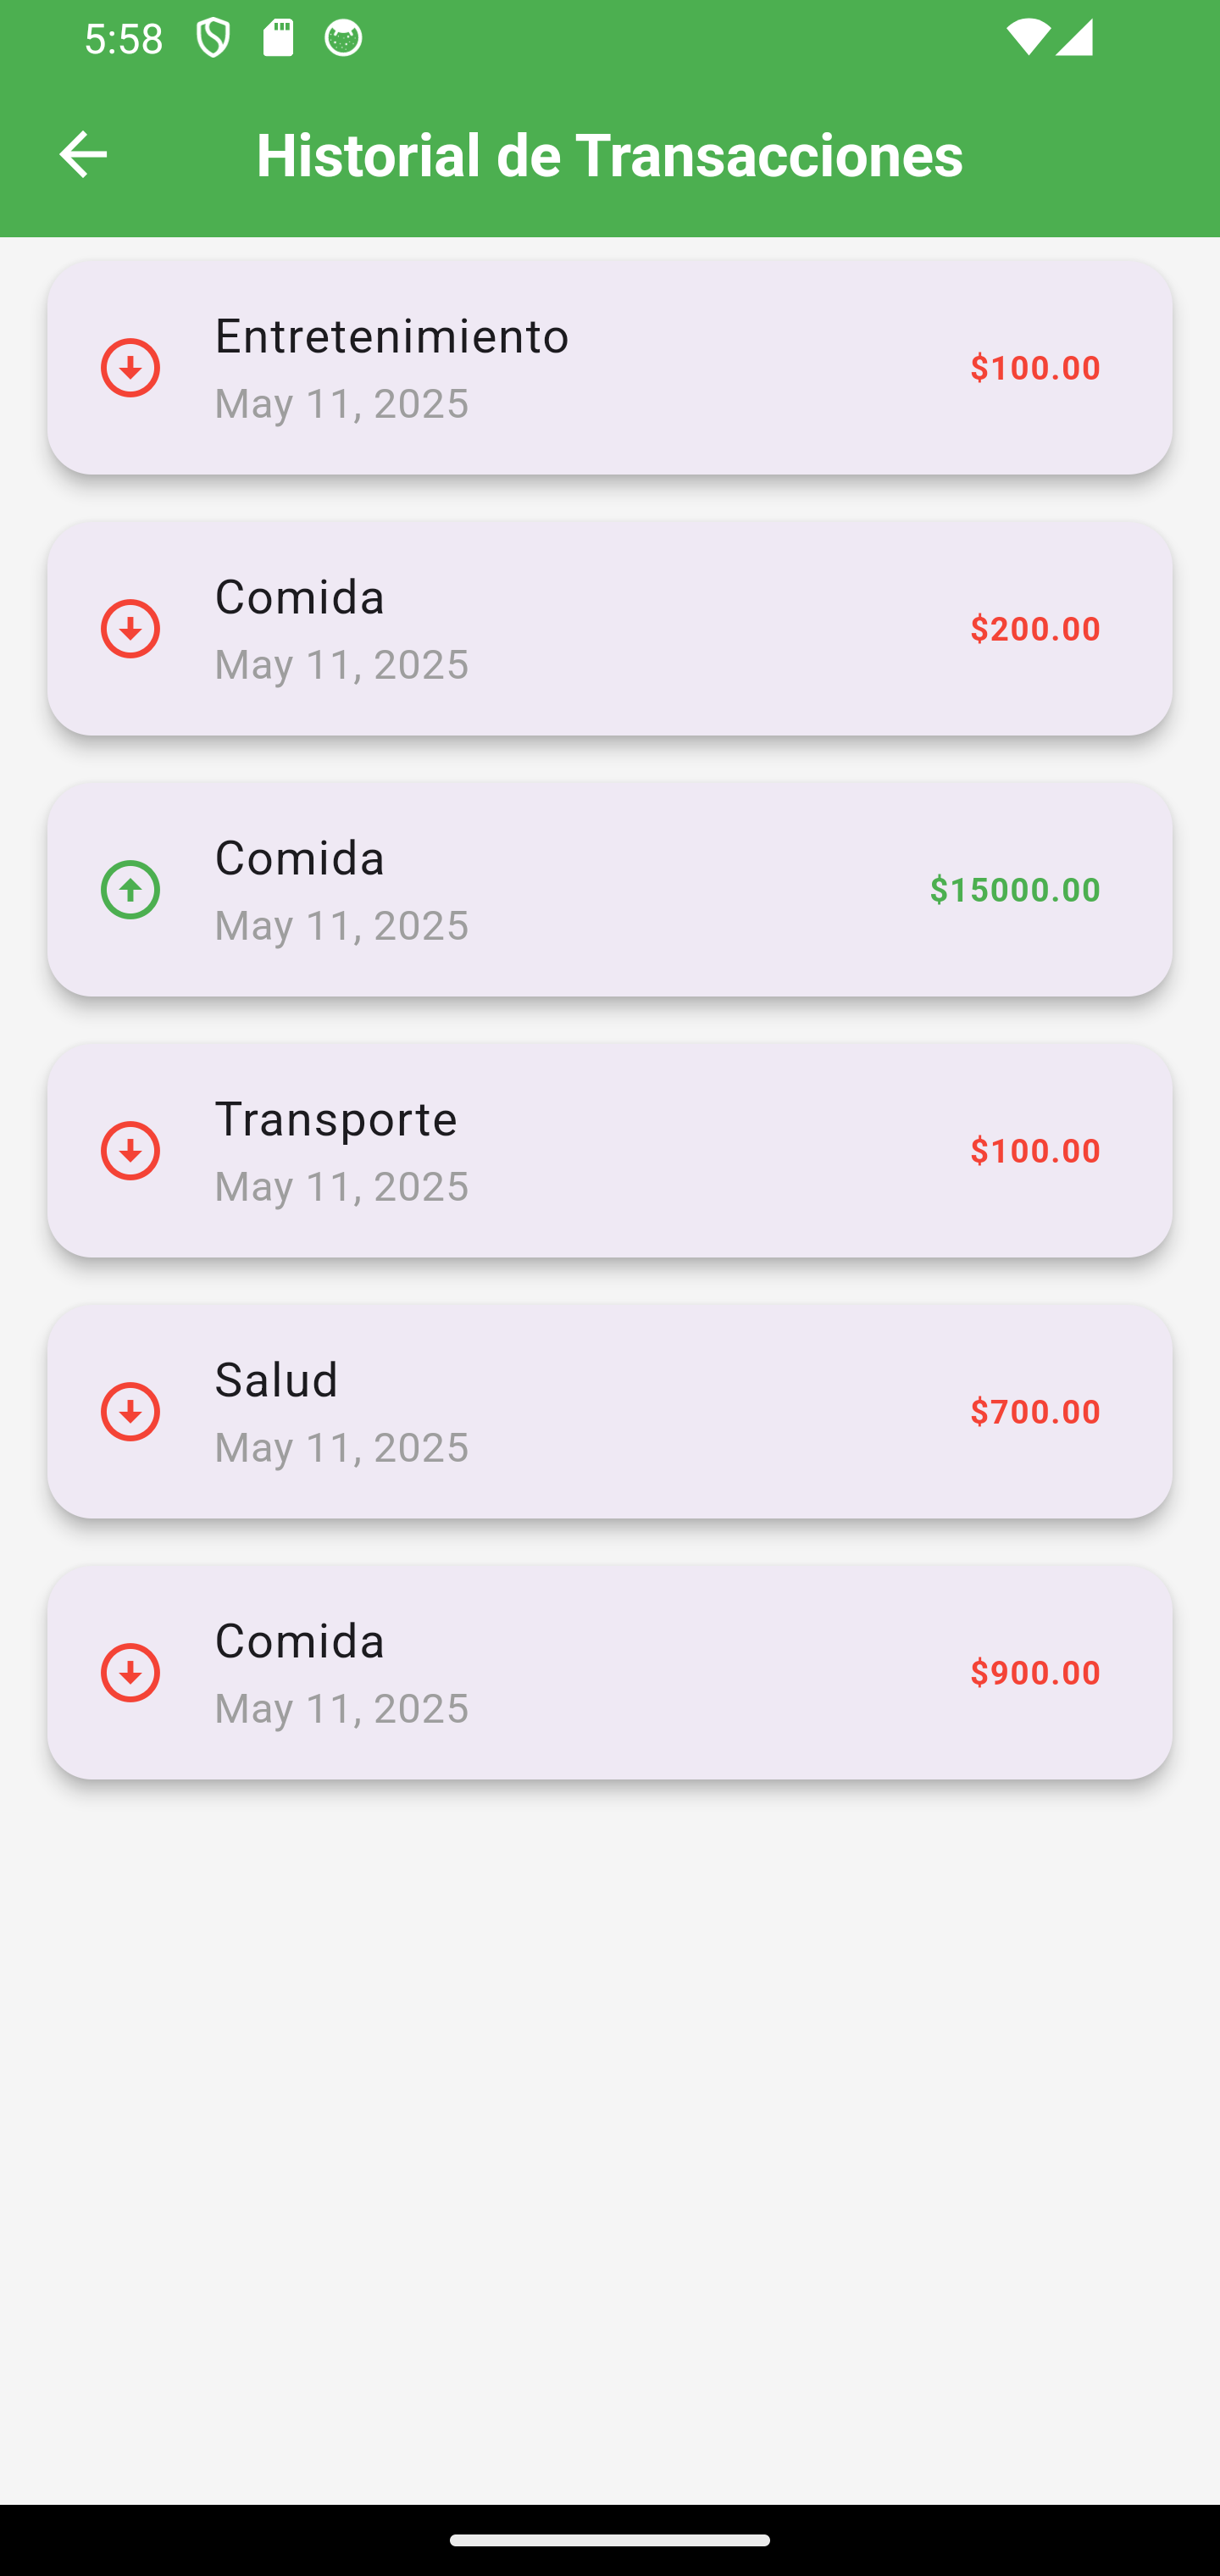 5:58
Historial de Transacciones
Entretenimiento
May 11, 2025
$100.00
Comida
May 11, 2025
$200.00
Comida
May 11, 2025
$15000.00
Transporte
May 11, 2025
$100.00
Salud
May 11, 2025
$700.00
Comida
May 11, 2025
$900.00